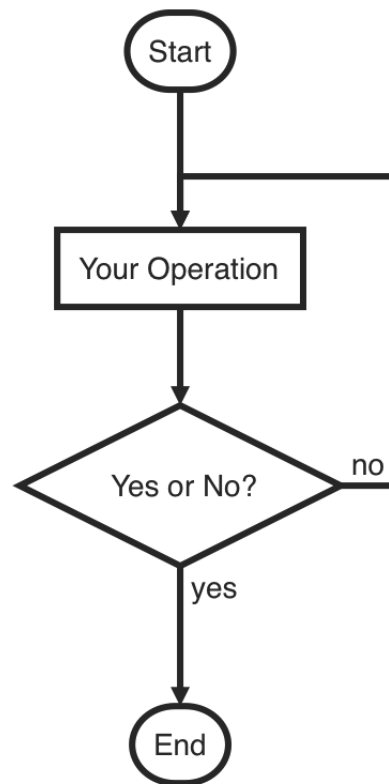 Start
Your Operation
Yes or No?
no
yes
End